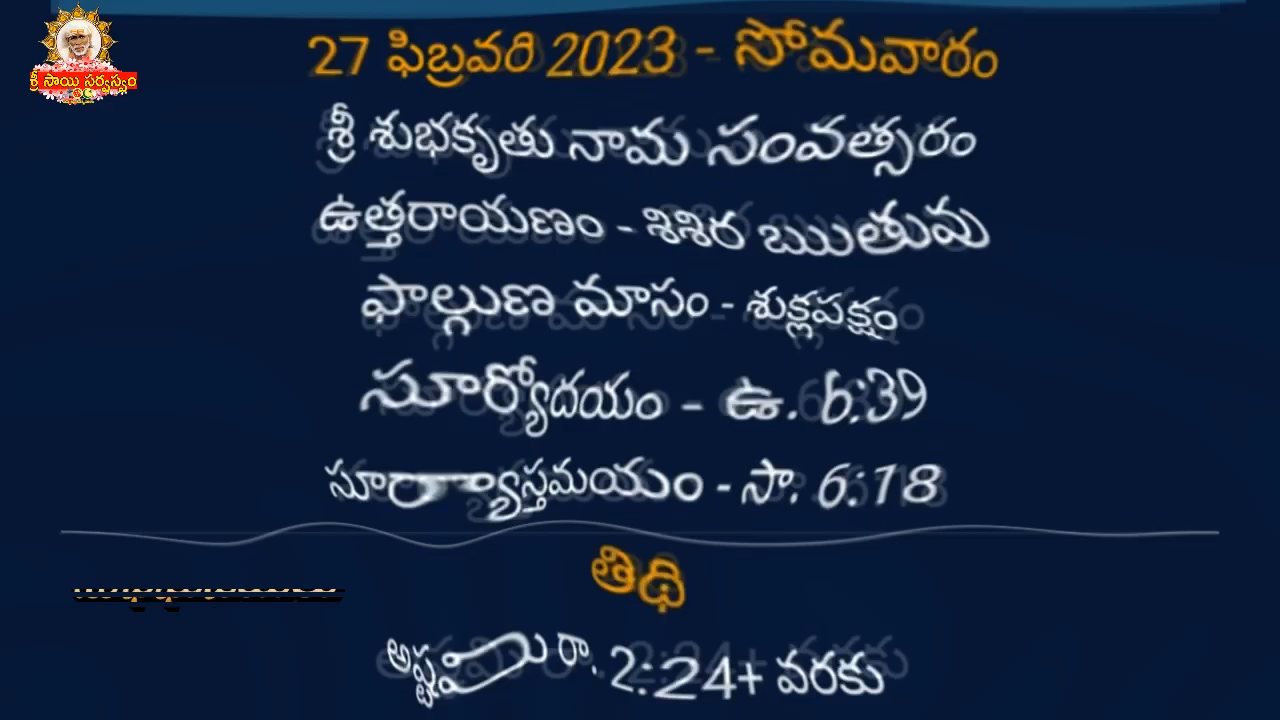 శ్రీ సాయి సర్వస్వం
27 ఫిబ్రవరి 2023 - సోమవారం
శ్రీ శుభకృతు నామ సంవత్సరం
ఉత్తరాయణం - శిశిర ఋతువు
ఫాల్గుణ మాసం - శుక్లపక్షం
సూర్యోదయం - ఉ. 6:39
సూర్యాస్తమయం - సా. 6:18
తిథి
అష్టమి రా. 2:24+ వరకు